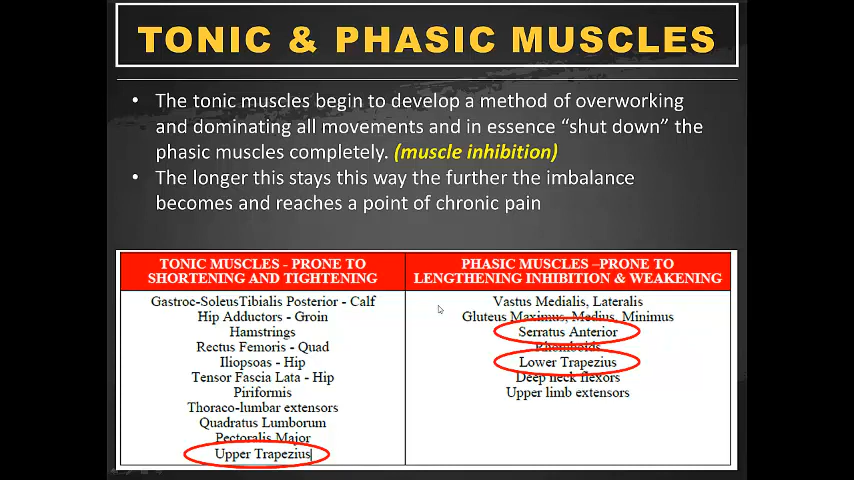 TONIC & PHASIC MUSCLES
• The tonic muscles begin to develop a method of overworking
and dominating all movements and in essence “shut down” the
phasic muscles completely. (muscle inhibition)
• The longer this stays this way the further the imbalance
becomes and reaches a point of chronic pain
TONIC MUSCLES - PRONE TO
SHORTENING AND TIGHTENING
Gastroc-SoleusTibialis Posterior - Calf
Hip Adductors - Groin
Hamstrings
Rectus Femoris - Quad
Iliopsoas - Hip
Tensor Fascia Lata - Hip
Piriformis
Thoraco-lumbar extensors
Quadratus Lumborum
Pectoralis Major
Upper Trapezius
PHASIC MUSCLES –PRONE TO
LENGTHENING INHIBITION & WEAKENING
Vastus Medialis, Lateralis
Gluteus Maximus, Medius, Minimus
Serratus Anterior
Rhomboids
Lower Trapezius
Deep neck flexors
Upper limb extensors